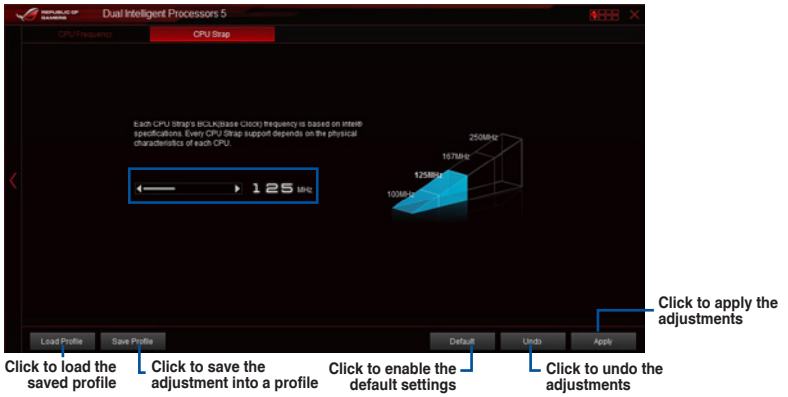 REPUBLIC OF
GAMERS
Dual Intelligent Processors 5
CPU Frequency
CPU Strap
Each CPU Strap's BCLK(Base Clock) frequency is based on Intel®
specifications. Every CPU Strap support depends on the physical
characteristics of each CPU.
125 MHz
250MHz
167MHz
125MHz
100MHz
Load Profile
Save Profile
Default
Undo
Apply
Click to apply the
adjustments
Click to load the
saved profile
Click to save the
adjustment into a profile
Click to enable the
default settings
Click to undo the
adjustments